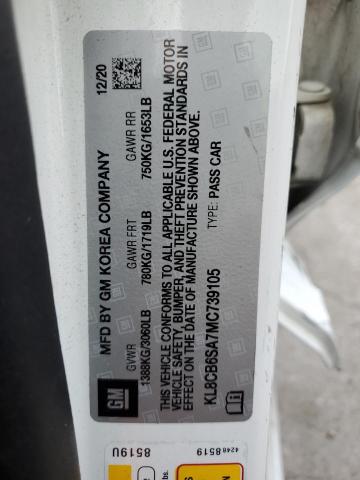 GM
MFD BY GM KOREA COMPANY
12/20
GVWR
GAWR FRT
GAWR RR
1388KG/3060LB
780KG/1719LB
750KG/1653LB
THIS VEHICLE CONFORMS TO ALL APPLICABLE U.S. FEDERAL MOTOR
VEHICLE SAFETY, BUMPER, AND THEFT PREVENTION STANDARDS IN
EFFECT ON THE DATE OF MANUFACTURE SHOWN ABOVE.
KL8CB6SA7MC739105
TYPE: PASS CAR
8519U
4248 8519